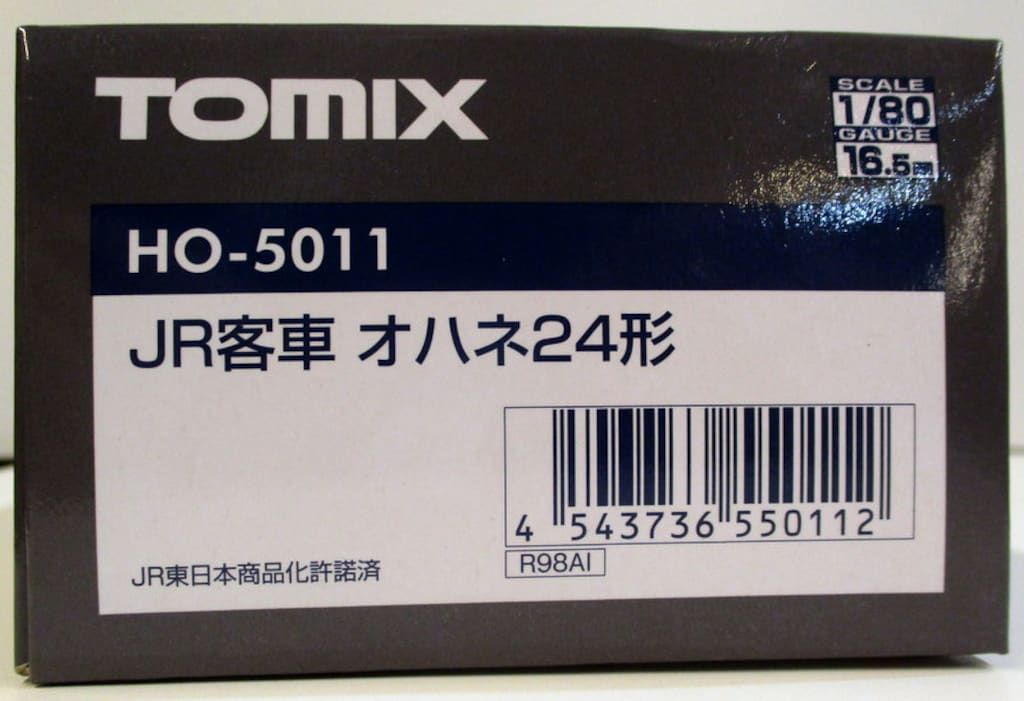 TOMIX
SCALE
1/80
GAUGE
16.5mm
HO-5011
JR客車 オハネ24形
4 543736 550112
R98AI
JR東日本商品化許諾済